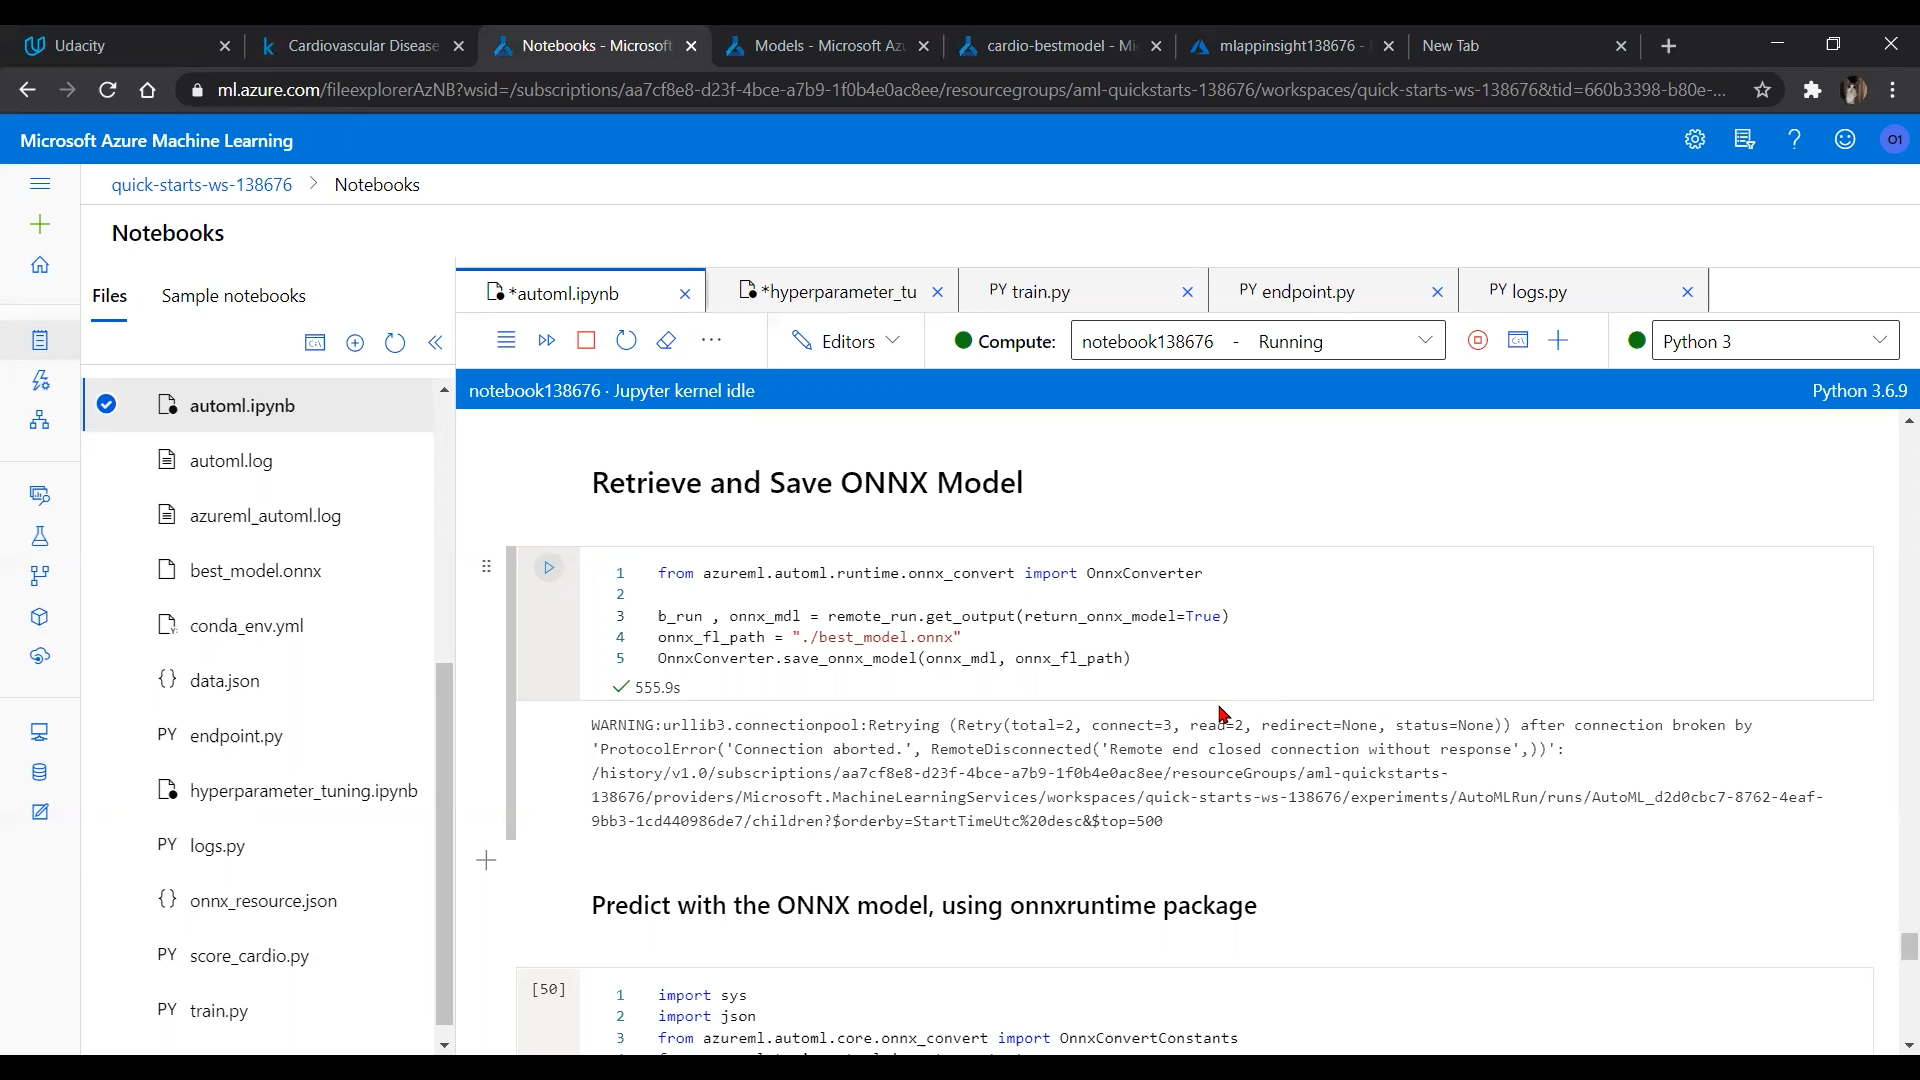 Udacity
Cardiovascular Disease
Notebooks - Microsoft
Models - Microsoft Az
cardio-bestmodel - Mi
mlappinsight138676 -
New Tab
ml.azure.com/fileexplorerAzNB?wsid=/subscriptions/aa7cf8e8-d23f-4bce-a7b9-1f0b4e0ac8ee/resourcegroups/aml-quickstarts-138676/workspaces/quick-starts-ws-138676&tid=660b3398-b80e-...
Microsoft Azure Machine Learning
O1
quick-starts-ws-138676 > Notebooks
Notebooks
Files
Sample notebooks
*automl.ipynb
*hyperparameter_tu
PY train.py
PY endpoint.py
PY logs.py
Editors
Compute:
notebook138676 - Running
Python 3
notebook138676 · Jupyter kernel idle
Python 3.6.9
automl.ipynb
automl.log
azureml_automl.log
best_model.onnx
conda_env.yml
{} data.json
PY endpoint.py
hyperparameter_tuning.ipynb
PY logs.py
{} onnx_resource.json
PY score_cardio.py
PY train.py
Retrieve and Save ONNX Model
1 from azureml.automl.runtime.onnx_convert import OnnxConverter
2
3 b_run , onnx_mdl = remote_run.get_output(return_onnx_model=True)
4 onnx_fl_path = "./best_model.onnx"
5 OnnxConverter.save_onnx_model(onnx_mdl, onnx_fl_path)
555.9s
WARNING:urllib3.connectionpool:Retrying (Retry(total=2, connect=3, read=2, redirect=None, status=None)) after connection broken by
'ProtocolError('Connection aborted.', RemoteDisconnected('Remote end closed connection without response',))':
/history/v1.0/subscriptions/aa7cf8e8-d23f-4bce-a7b9-1f0b4e0ac8ee/resourceGroups/aml-quickstarts-
138676/providers/Microsoft.MachineLearningServices/workspaces/quick-starts-ws-138676/experiments/AutoMLRun/runs/AutoML_d2d0cbc7-8762-4eaf-
9bb3-1cd440986de7/children?$orderby=StartTimeUtc%20desc&$top=500
Predict with the ONNX model, using onnxruntime package
[50]
1 import sys
2 import json
3 from azureml.automl.core.onnx_convert import OnnxConvertConstants